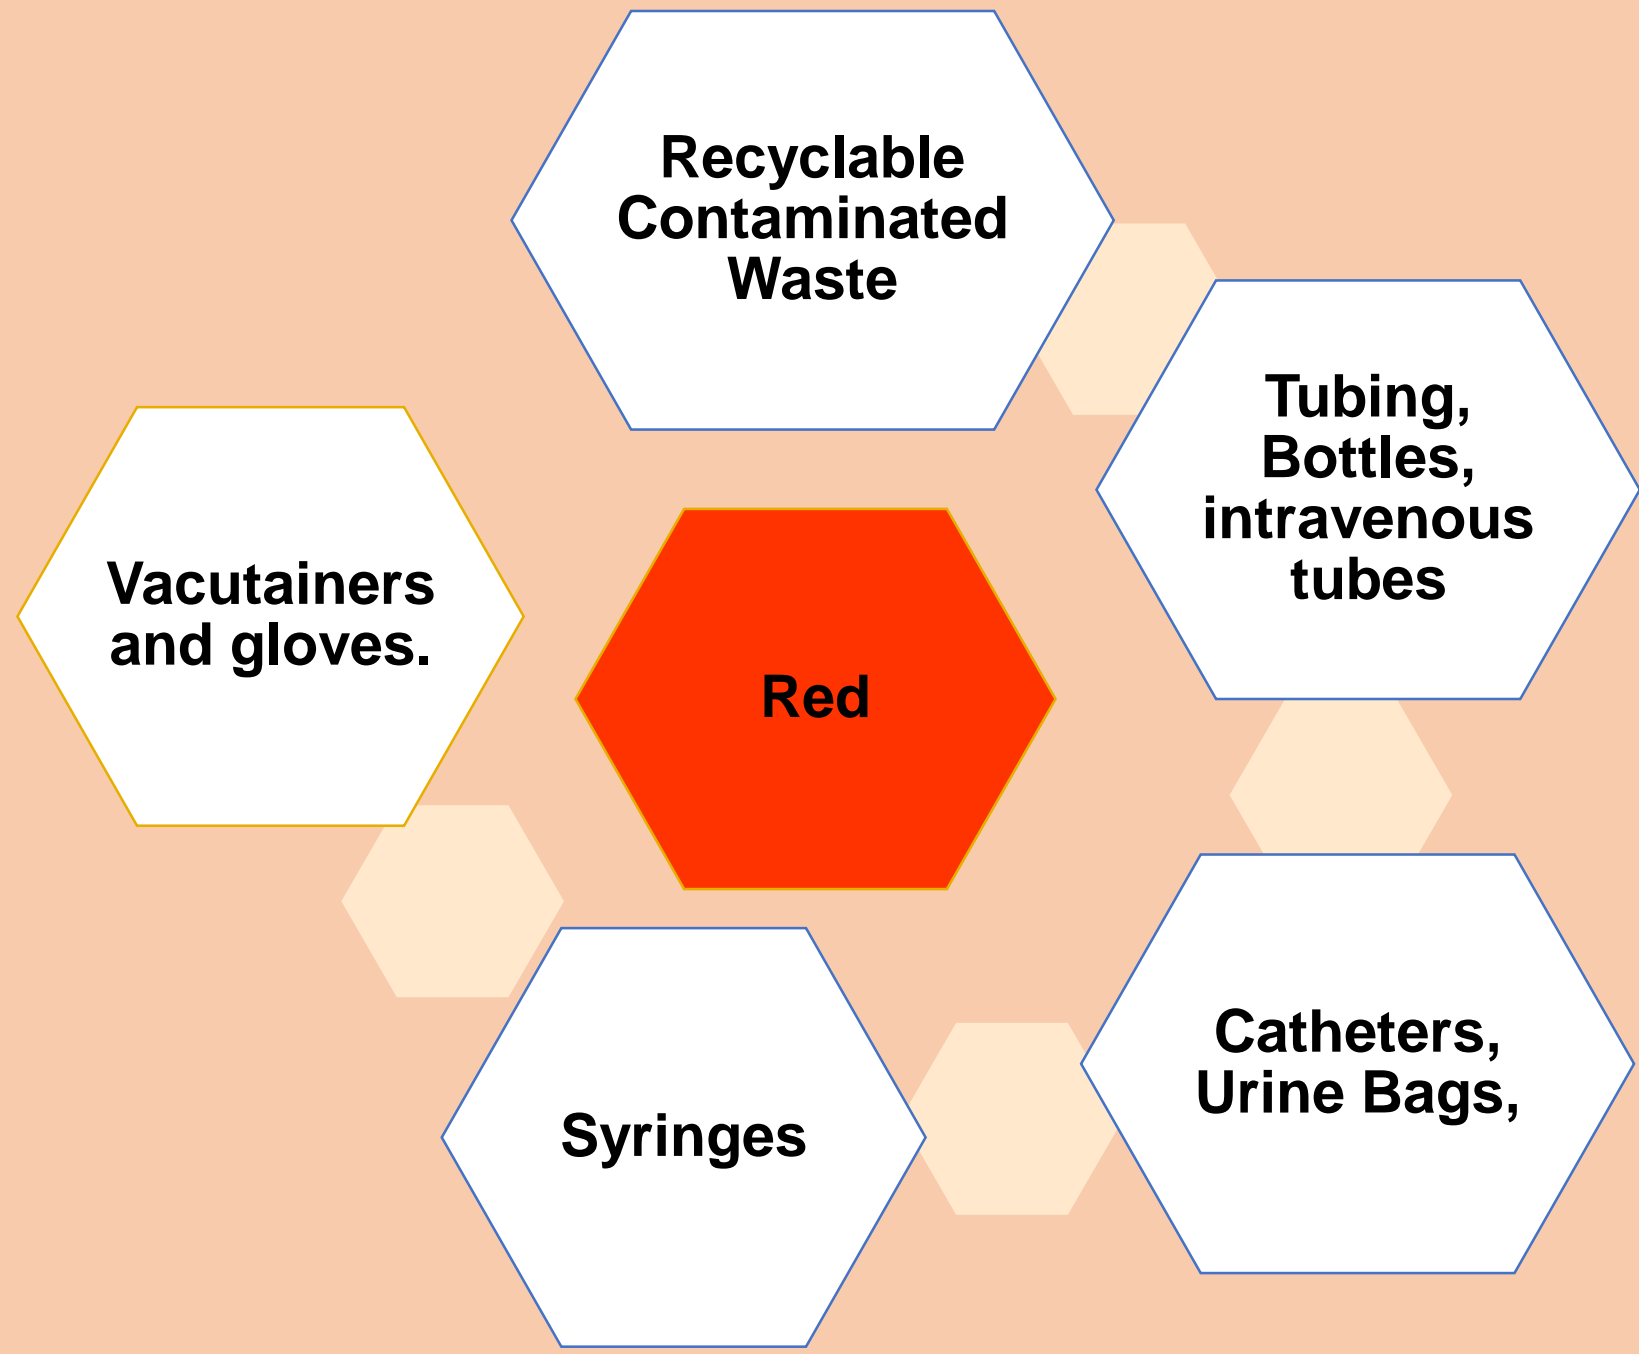 Recyclable
Contaminated
Waste
Tubing,
Bottles,
intravenous
tubes
Catheters,
Urine Bags,
Syringes
Vacutainers
and gloves.
Red